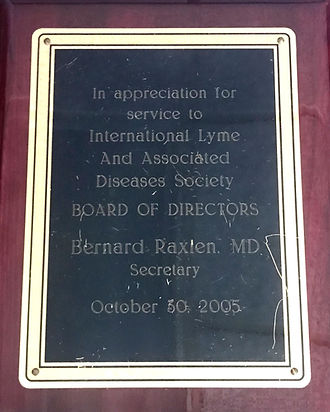 In appreciation for
service to
International Lyme
And Associated
Diseases Society
BOARD OF DIRECTORS
Bernard Raxlen, MD
Secretary
October 30, 2005